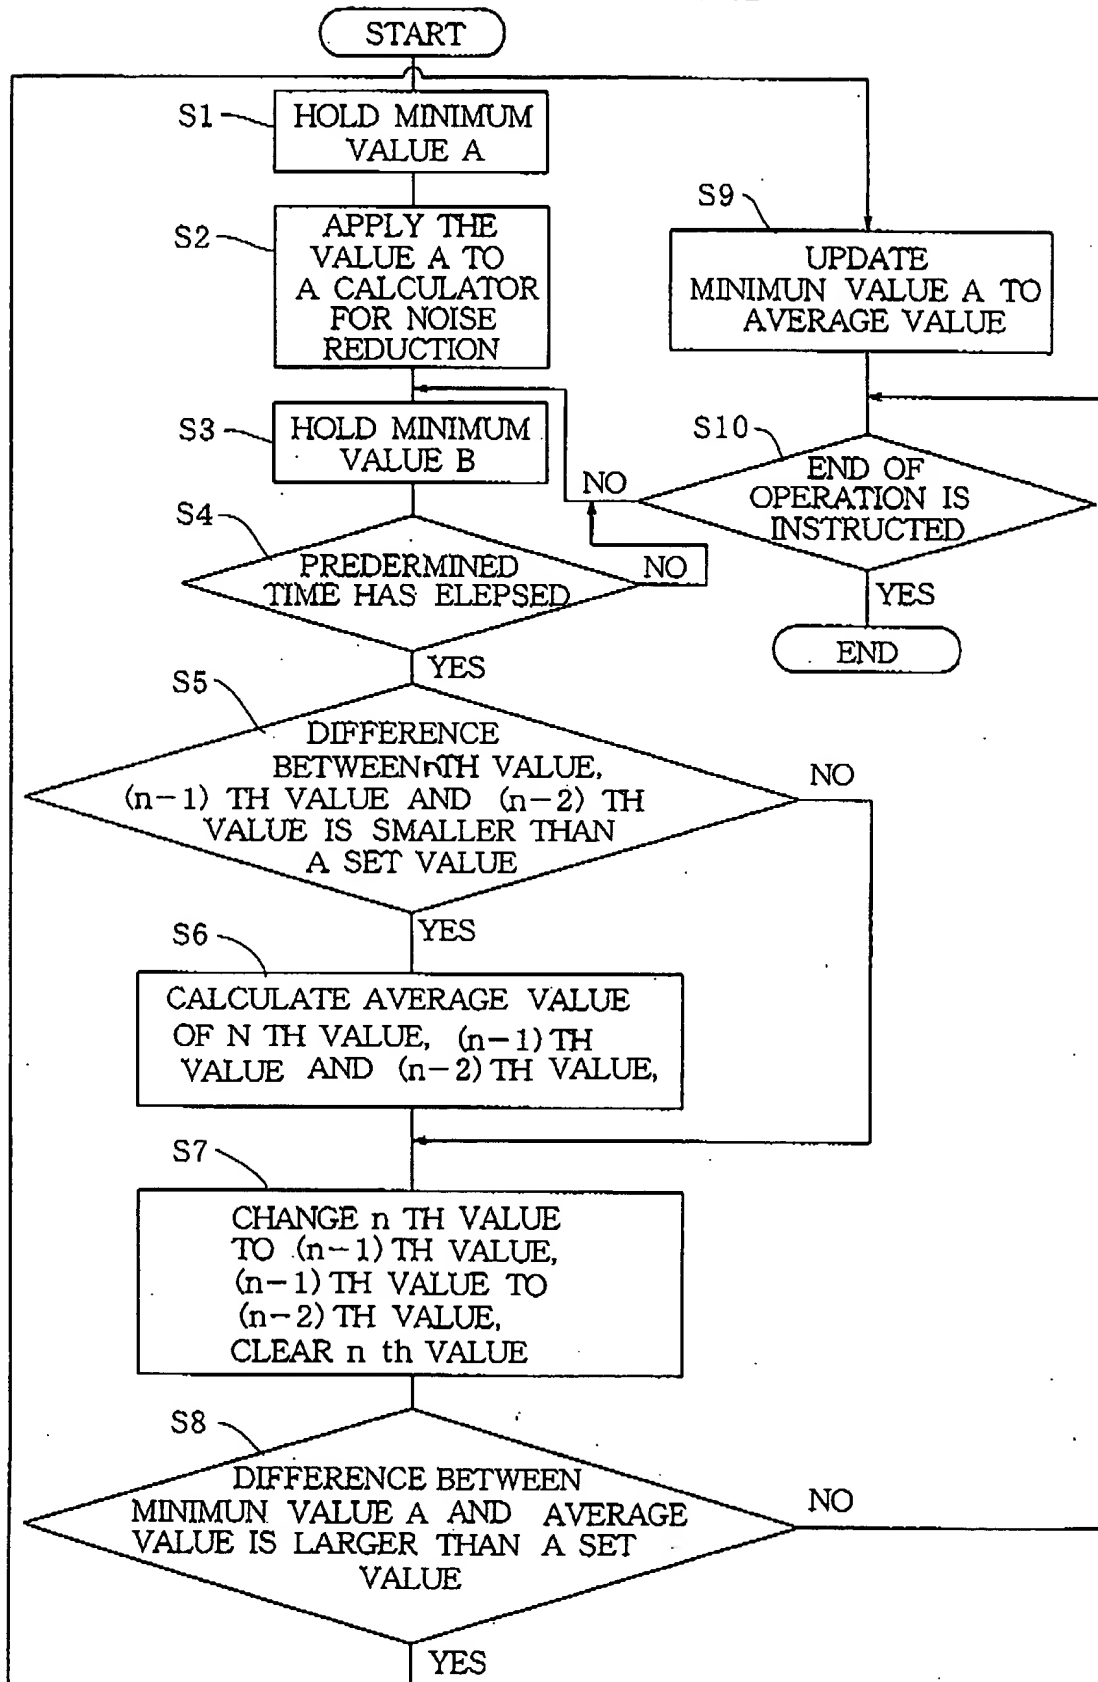 START
S1
HOLD MINIMUM
VALUE A
S2
APPLY THE
VALUE A TO
A CALCULATOR
FOR NOISE
REDUCTION
S3
HOLD MINIMUM
VALUE B
S4
PREDERMINED
TIME HAS ELEPSED
NO
YES
S5
DIFFERENCE
BETWEEN nTH VALUE,
(n-1) TH VALUE AND (n-2) TH
VALUE IS SMALLER THAN
A SET VALUE
NO
YES
S6
CALCULATE AVERAGE VALUE
OF N TH VALUE, (n-1) TH
VALUE AND (n-2) TH VALUE,
S7
CHANGE n TH VALUE
TO (n-1) TH VALUE,
(n-1) TH VALUE TO
(n-2) TH VALUE,
CLEAR n th VALUE
S8
DIFFERENCE BETWEEN
MINIMUN VALUE A AND AVERAGE
VALUE IS LARGER THAN A SET
VALUE
NO
YES
S9
UPDATE
MINIMUN VALUE A TO
AVERAGE VALUE
S10
END OF
OPERATION IS
INSTRUCTED
NO
YES
END